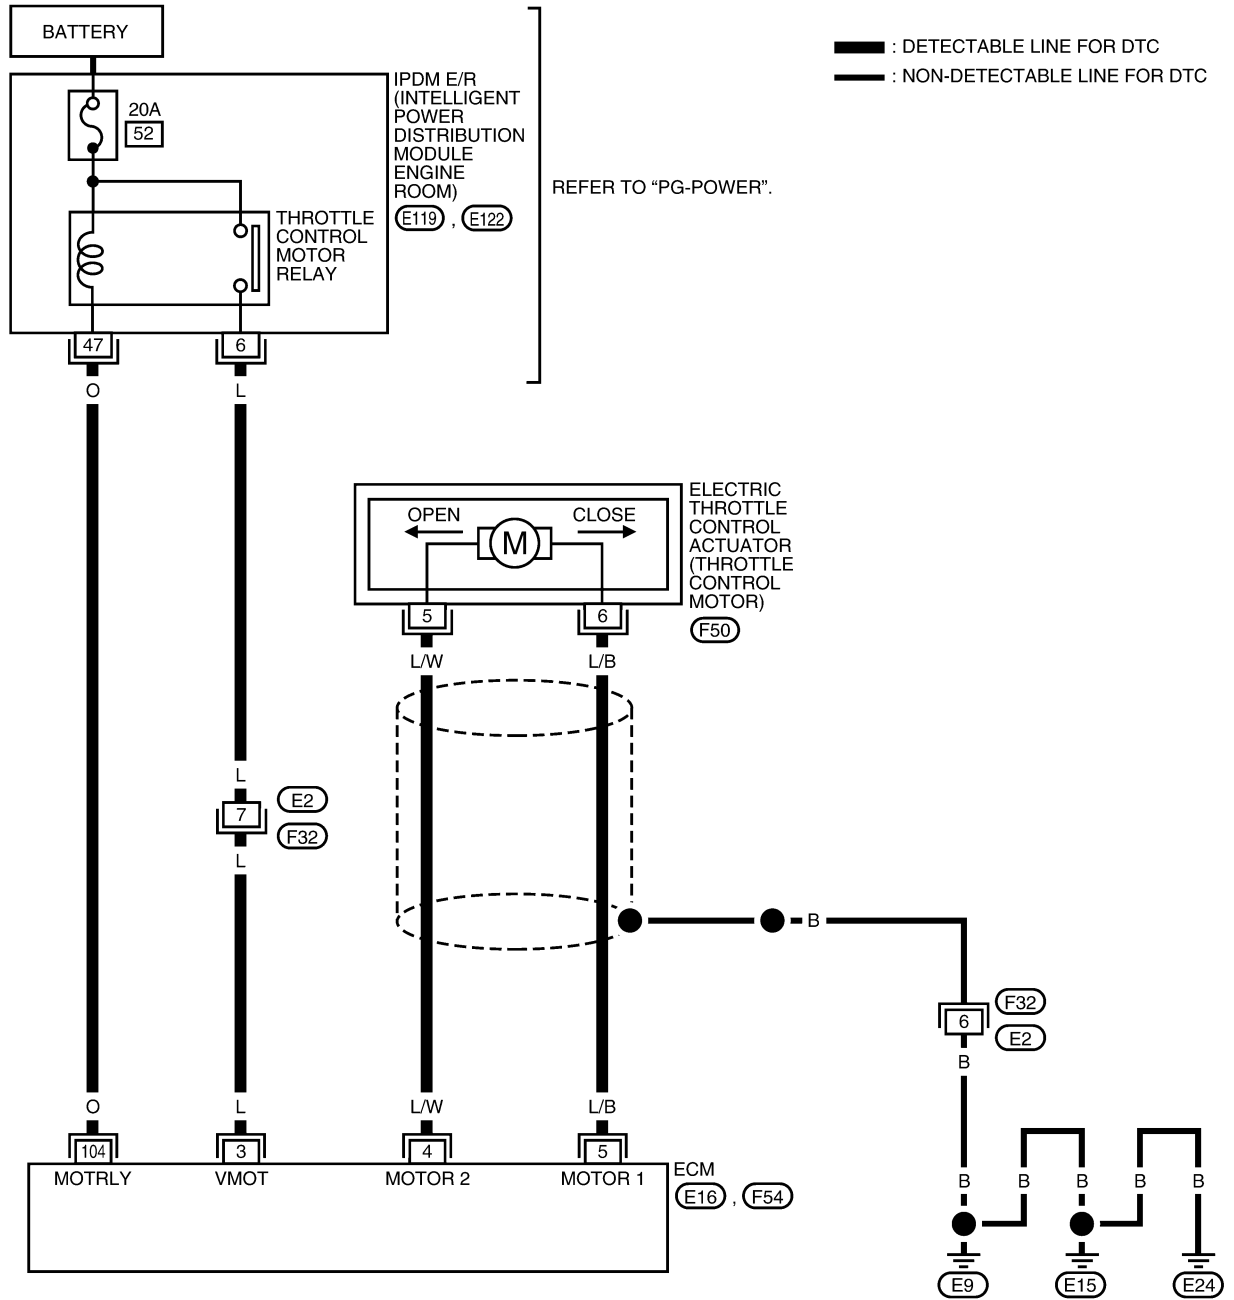 BATTERY
: DETECTABLE LINE FOR DTC
: NON-DETECTABLE LINE FOR DTC
20A
52
IPDM E/R
(INTELLIGENT
POWER
DISTRIBUTION
MODULE
ENGINE
ROOM)
E119 , E122
REFER TO “PG-POWER”.
THROTTLE
CONTROL
MOTOR
RELAY
47 6
O L
ELECTRIC
THROTTLE
CONTROL
ACTUATOR
(THROTTLE
CONTROL
MOTOR)
F50
OPEN CLOSE
M
5 6
L/W L/B
L
7
E2
F32
L
B
6
F32
E2
B
O L L/W L/B
104 3 4 5
MOTRLY VMOT MOTOR 2 MOTOR 1
ECM
E16 , F54
B B B B B
E9 E15 E24